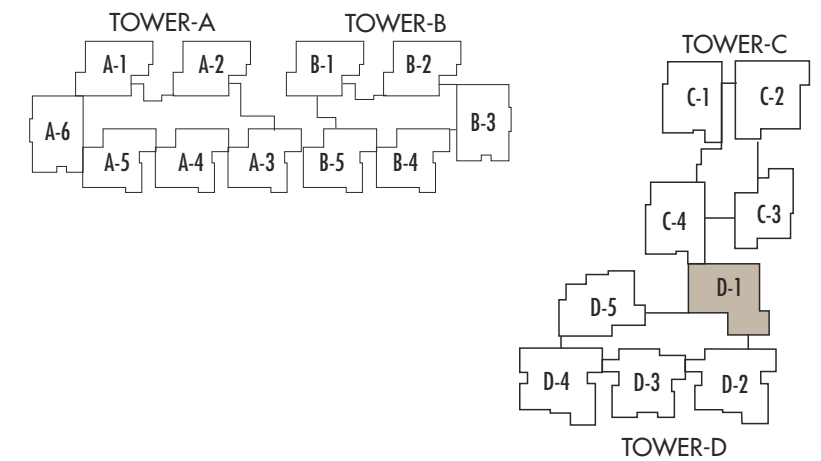 TOWER-A
A-1
A-2
A-6
A-5
A-4
A-3
TOWER-B
B-1
B-2
B-3
B-5
B-4
TOWER-C
C-1
C-2
C-4
C-3
D-1
D-5
D-4
D-3
D-2
TOWER-D